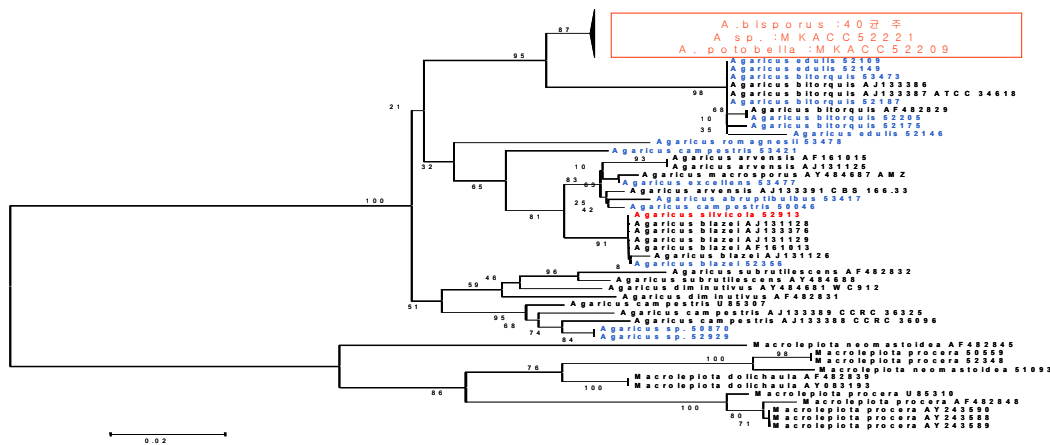 A.bisporus :40균 주
A sp. :MKACC52221
A. potobella :MKACC52209
87
95
Agaricus edulis 52109
Agaricus edulis 52149
Agaricus bitorquis 53473
Agaricus bitorquis AJ133386
Agaricus bitorquis AJ133387 ATCC 34618
98
Agaricus bitorquis 52187
21
68
Agaricus bitorquis AF482829
10
Agaricus bitorquis 52205
Agaricus bitorquis 52175
35
Agaricus edulis 52146
Agaricus romagnesii 53478
Agaricus campestris 53421
32
93
Agaricus arvensis AF161015
10
Agaricus arvensis AJ131125
65
83
Agaricus macrosporus AY484687 AMZ
63
Agaricus excellens 53477
Agaricus arvensis AJ133391 CBS 166.33
25
Agaricus abruptibulbus 53417
100
42
Agaricus campestris 50046
81
Agaricus silvicola 52913
Agaricus blazei AJ131128
Agaricus blazei AJ133376
91
Agaricus blazei AJ131129
Agaricus blazei AF161013
Agaricus blazei AJ131126
8
Agaricus blazei 52356
96
Agaricus subrutilescens AF482832
46
Agaricus subrutilescens AY484688
59
Agaricus diminutivus AY484681 WC912
Agaricus diminutivus AF482831
51
Agaricus campestris U85307
95
Agaricus campestris AJ133389 CCRC 36325
68
Agaricus campestris AJ133388 CCRC 36096
74
Agaricus sp. 50870
84
Agaricus sp. 52929
Macrolepiota neomastoidea AF482845
98
Macrolepiota procera 50559
100
Macrolepiota procera 52348
76
Macrolepiota neomastoidea 51093
Macrolepiota dolichaula AF482839
100
Macrolepiota dolichaula AY083193
86
Macrolepiota procera U85310
100
Macrolepiota procera AF482848
80
Macrolepiota procera AY243590
71
Macrolepiota procera AY243588
Macrolepiota procera AY243589
0.02